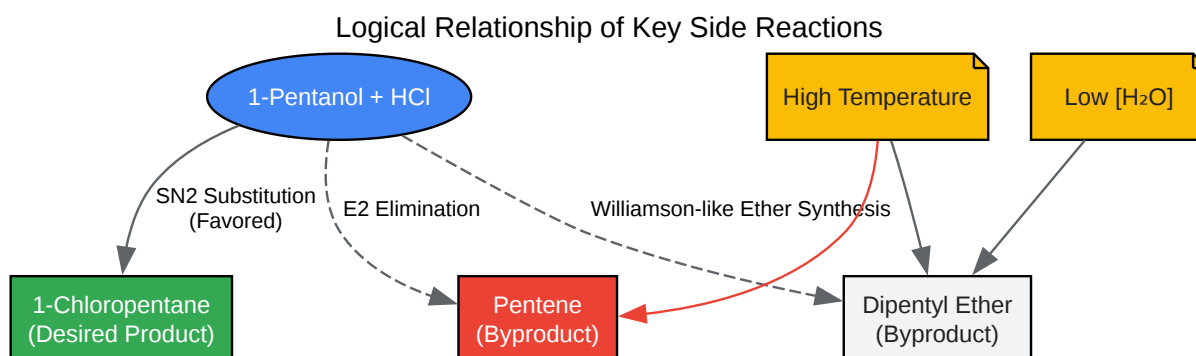 Logical Relationship of Key Side Reactions
1-Pentanol + HCl
High Temperature
Low [H₂O]
SN2 Substitution
(Favored)
E2 Elimination
Williamson-like Ether Synthesis
1-Chloropentane
(Desired Product)
Pentene
(Byproduct)
Dipentyl Ether
(Byproduct)